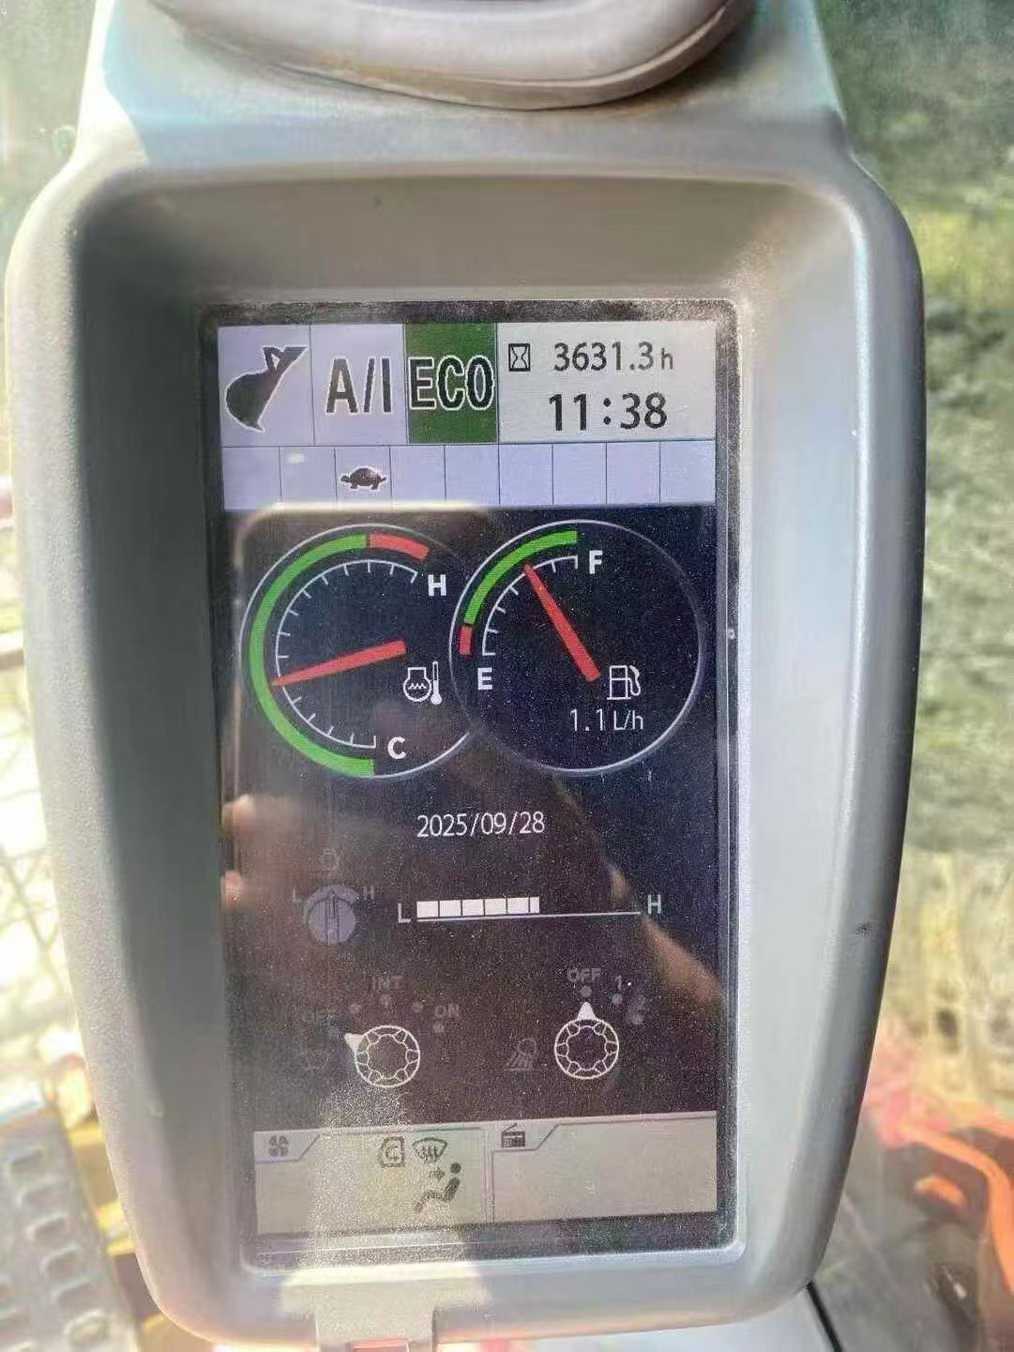 A/I ECO 3631.3h
11:38
H F
E
1.1 L/h
C
2025/09/28
L H
L H
OFF INT ON
OFF 1